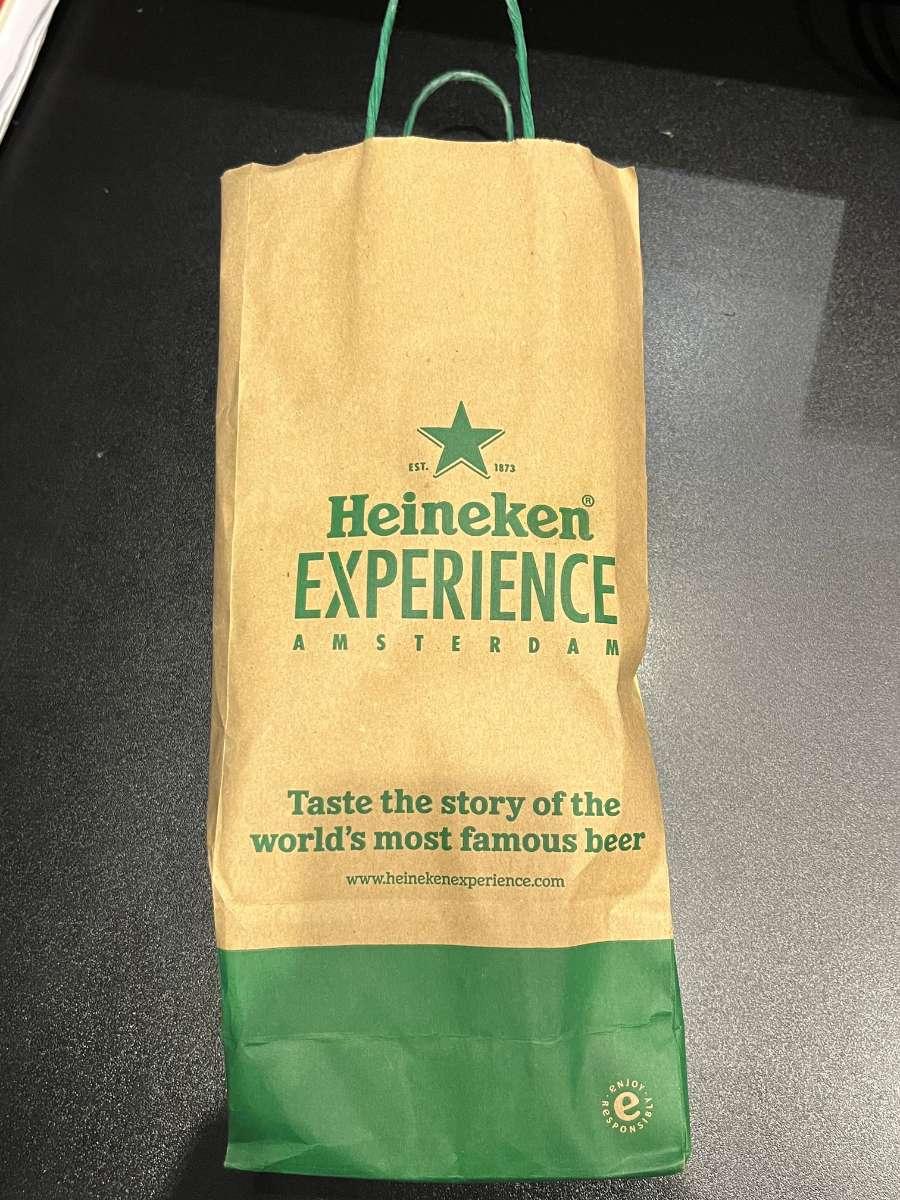 EST. 1873
Heineken®
EXPERIENCE
AMSTERDAM
Taste the story of the
world's most famous beer
www.heinekenexperience.com
ENJOY
e
RESPONSIBLY